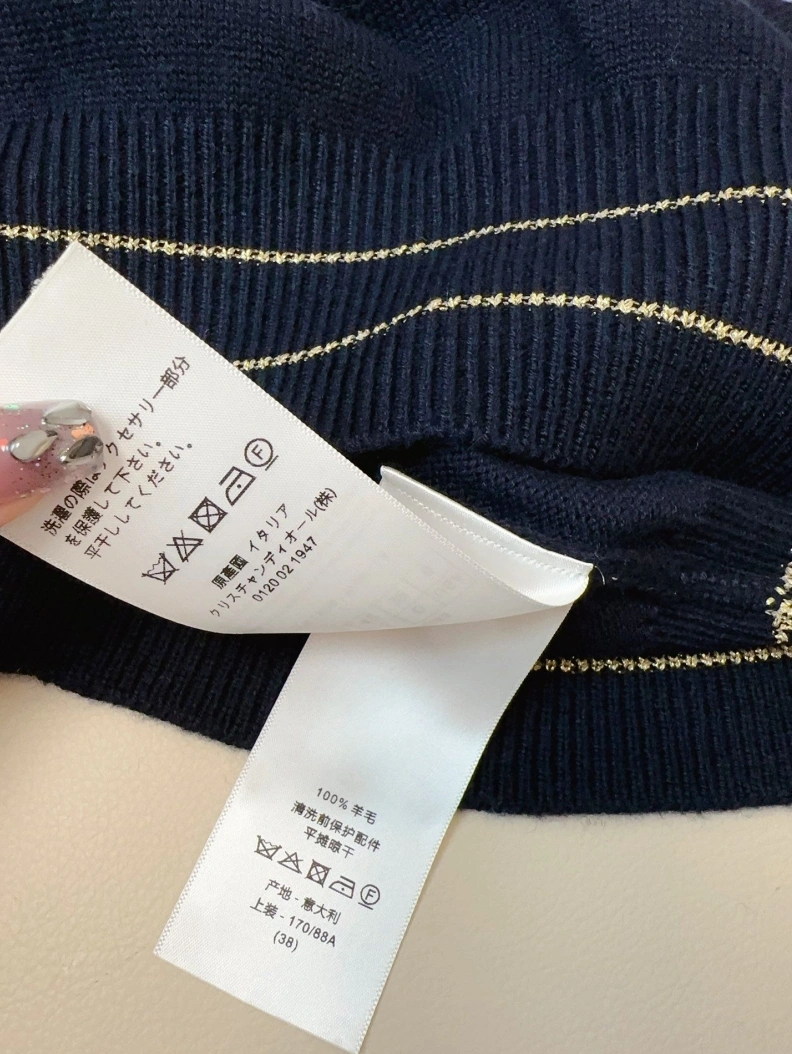 洗濯の際はアクセサリー部分
を保護して下さい。
平干ししてください。
F
原產國 イタリア
クリスチャンディオール(株)
0120 02 1947
100% 羊毛
清洗前保护配件
平摊晾干
F
产地 - 意大利
上装 - 170/88A
(38)